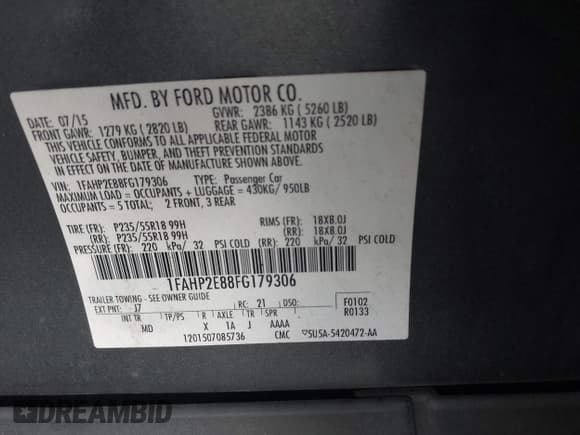 MFD. BY FORD MOTOR CO.
DATE: 07/15 GVWR: 2386 KG ( 5260 LB)
FRONT GAWR: 1279 KG ( 2820 LB) REAR GAWR: 1143 KG ( 2520 LB)
THIS VEHICLE CONFORMS TO ALL APPLICABLE FEDERAL MOTOR
VEHICLE SAFETY, BUMPER, AND THEFT PREVENTION STANDARDS
IN EFFECT ON THE DATE OF MANUFACTURE SHOWN ABOVE.
VIN: 1FAHP2E88FG179306 TYPE: Passenger Car
MAXIMUM LOAD = OCCUPANTS + LUGGAGE = 430KG/ 950LB
OCCUPANTS = 5 TOTAL; 2 FRONT, 3 REAR
TIRE (FR): P235/55R18 99H RIMS (FR): 18X8.0J
(RR): P235/55R18 99H (RR): 18X8.0J
PRESSURE (FR): 220 kPa/ 32 PSI COLD (RR): 220 kPa/ 32 PSI COLD
1FAHP2E88FG179306
TRAILER TOWING - SEE OWNER GUIDE
EXT PNT: J7 RC: 21 DSO: F0102
INT TR TP/PS R AXLE TR SPR R0133
MD X 1A J AAAA
1201507085736 CMC 5U5A-5420472-AA
DREAMBID